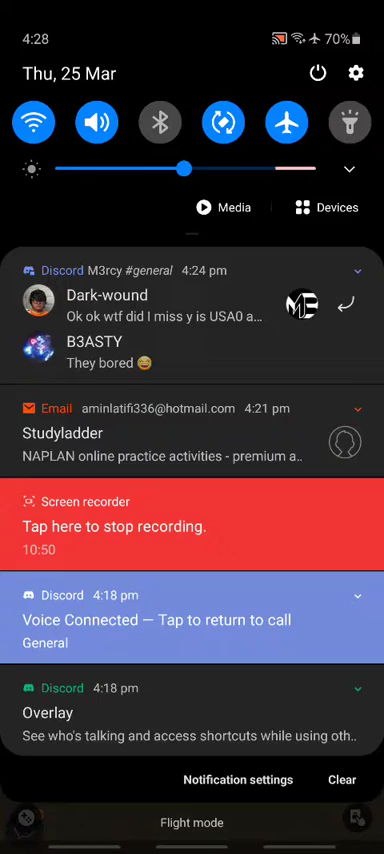 4:28
70%
Thu, 25 Mar
Media
Devices
Discord M3rcy #general 4:24 pm
Dark-wound
Ok ok wtf did I miss y is USA0 a...
ME
B3ASTY
They bored 😅
Email aminlatifi336@hotmail.com 4:21 pm
Studyladder
NAPLAN online practice activities - premium a..
Screen recorder
Tap here to stop recording.
10:50
Discord 4:18 pm
Voice Connected — Tap to return to call
General
Discord 4:18 pm
Overlay
See who's talking and access shortcuts while using oth..
Notification settings
Clear
Flight mode